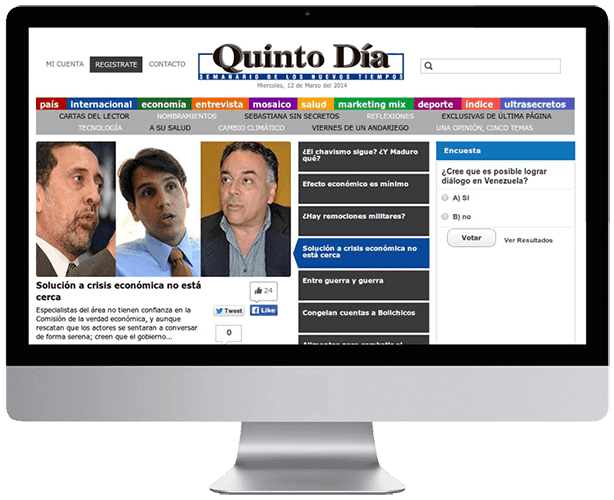 MI CUENTA REGISTRATE CONTACTO
Quinto Día
SEMANARIO DE LOS NUEVOS TIEMPOS
Miercoles, 12 de Marzo del 2014
país internacional economía entrevista mosaico salud marketing mix deporte índice ultrasecretos
CARTAS DEL LECTOR NOMBRAMIENTOS SEBASTIANA SIN SECRETOS REFLEXIONES EXCLUSIVAS DE ÚLTIMA PÁGINA
TECNOLOGÍA A SU SALUD CAMBIO CLIMÁTICO VIERNES DE UN ANDARIEGO UNA OPINIÓN, CINCO TEMAS
Solución a crisis económica no está
cerca
Especialistas del área no tienen confianza en la
Comisión de la verdad económica, y aunque
rescatan que los actores se sentaran a conversar
de forma serena; creen que el gobierno...
24
Tweet Like
0
¿El chavismo sigue? ¿Y Maduro
qué?
Efecto económico es mínimo
¿Hay remociones militares?
Solución a crisis económica no
está cerca
Entre guerra y guerra
Congelan cuentas a Bolichicos
Encuesta
¿Cree que es posible lograr
diálogo en Venezuela?
A) Si
B) no
Votar Ver Resultados